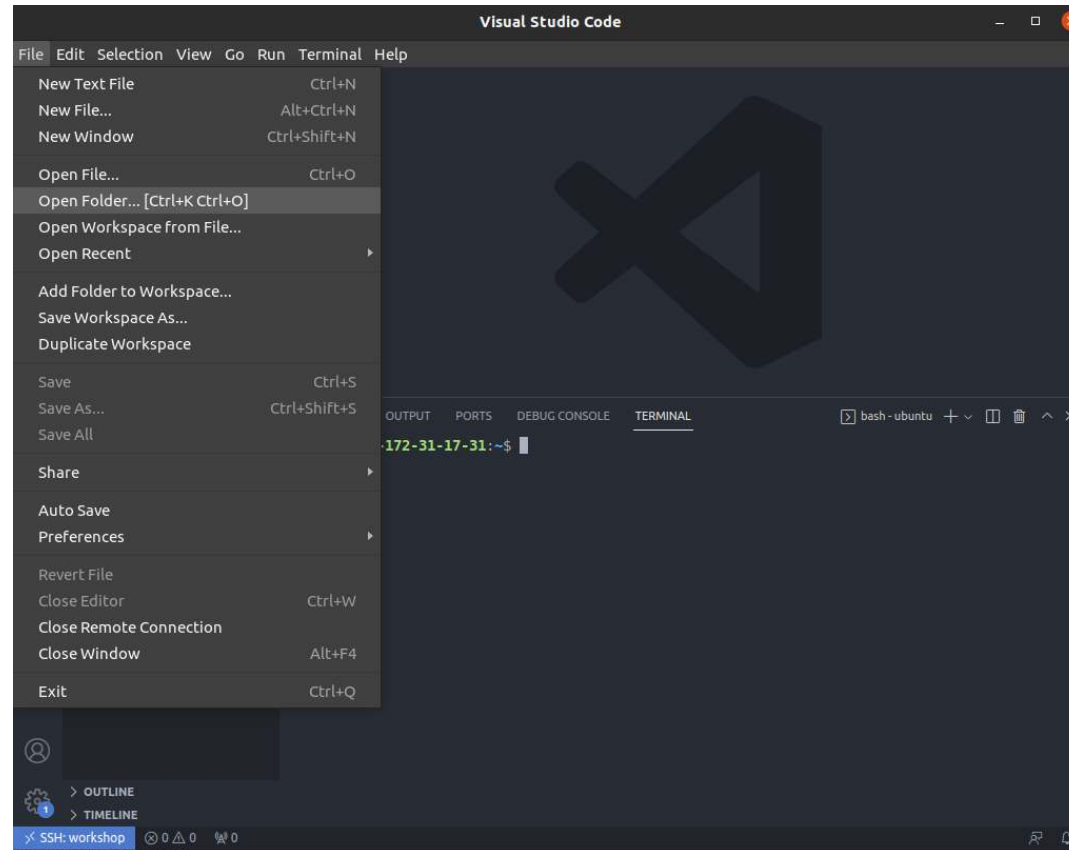 Visual Studio Code
File Edit Selection View Go Run Terminal Help
New Text File Ctrl+N
New File... Alt+Ctrl+N
New Window Ctrl+Shift+N
Open File... Ctrl+O
Open Folder... [Ctrl+K Ctrl+O]
Open Workspace from File...
Open Recent
Add Folder to Workspace...
Save Workspace As...
Duplicate Workspace
Save Ctrl+S
Save As... Ctrl+Shift+S
Save All
Share
Auto Save
Preferences
Revert File
Close Editor Ctrl+W
Close Remote Connection
Close Window Alt+F4
Exit Ctrl+Q
OUTPUT PORTS DEBUG CONSOLE TERMINAL bash - ubuntu
-172-31-17-31:~$
1
OUTLINE
TIMELINE
SSH: workshop 0 0 0